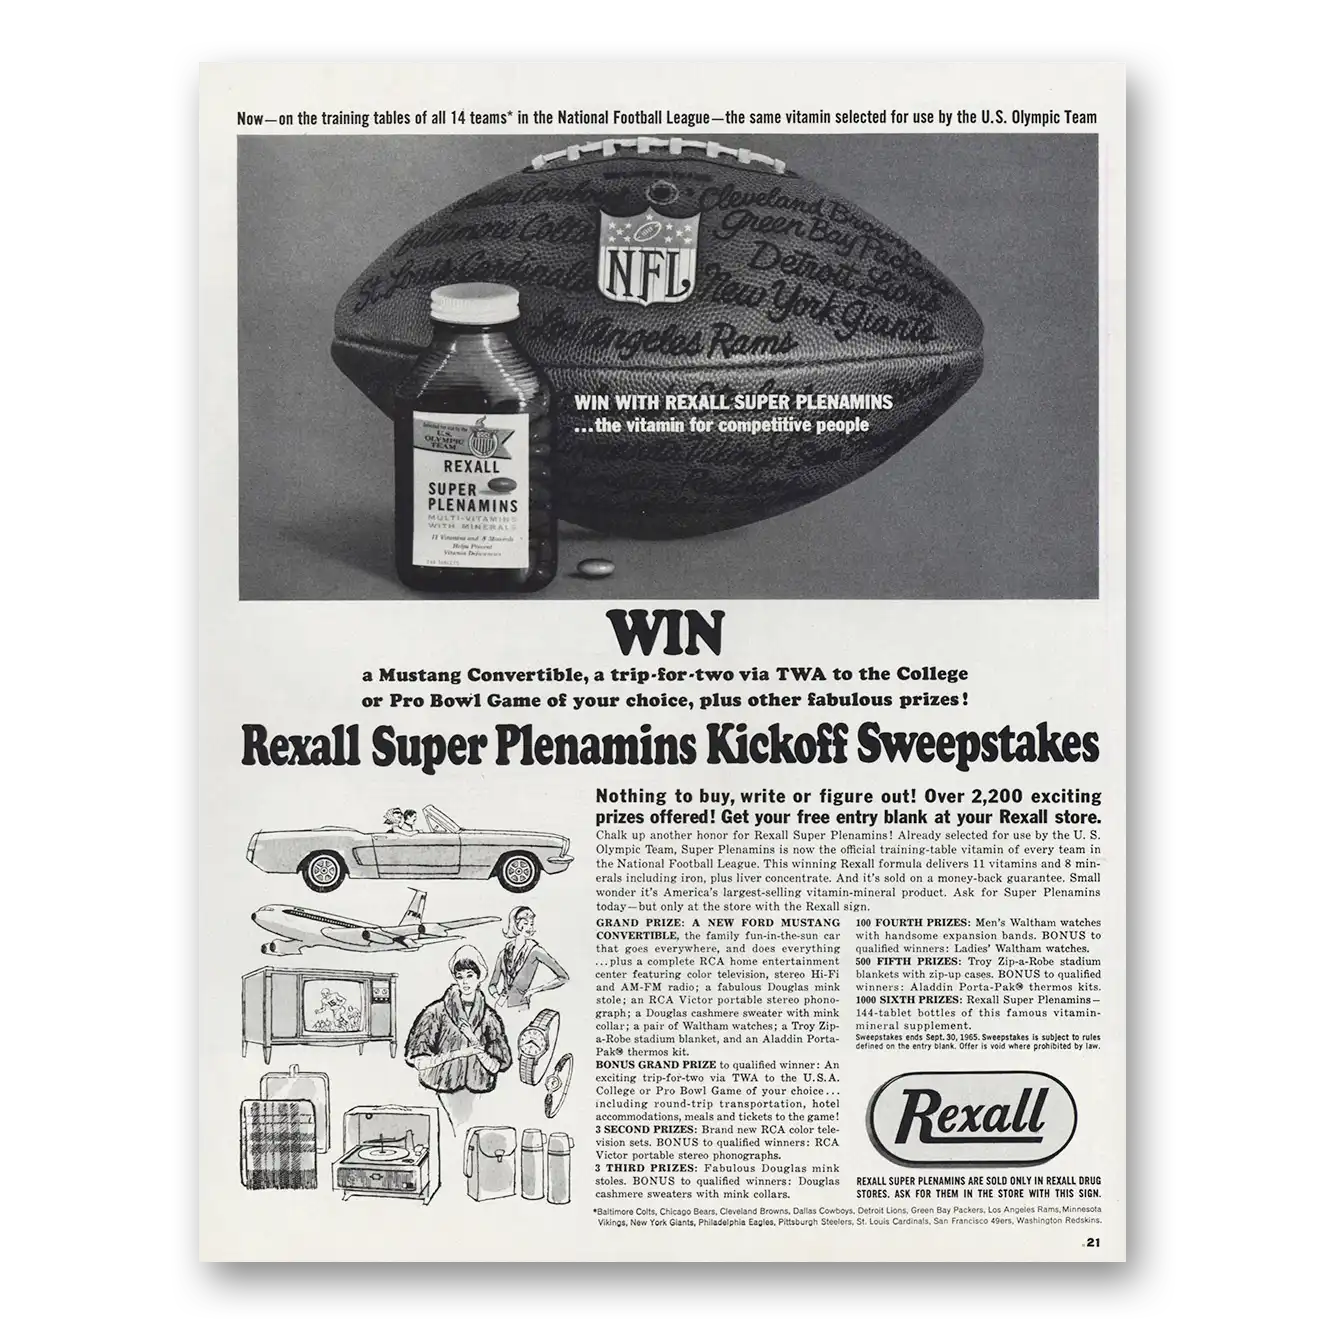 Now—on the training tables of all 14 teams* in the National Football League—the same vitamin selected for use by the U.S. Olympic Team
Cowboys
Cleveland Browns
Baltimore Colts
Green Bay Packers
St. Louis Cardinals
Detroit Lions
NFL
New York Giants
Los Angeles Rams
WIN WITH REXALL SUPER PLENAMINS
...the vitamin for competitive people
Selected for use by the
U.S.
OLYMPIC
TEAM
REXALL
SUPER
PLENAMINS
MULTI-VITAMINS
WITH MINERALS
11 Vitamins and 8 Minerals
Helps Prevent
Vitamin Deficiencies
TABLETS
WIN
a Mustang Convertible, a trip-for-two via TWA to the College
or Pro Bowl Game of your choice, plus other fabulous prizes!
Rexall Super Plenamins Kickoff Sweepstakes
Nothing to buy, write or figure out! Over 2,200 exciting
prizes offered! Get your free entry blank at your Rexall store.
Chalk up another honor for Rexall Super Plenamins! Already selected for use by the U. S.
Olympic Team, Super Plenamins is now the official training-table vitamin of every team in
the National Football League. This winning Rexall formula delivers 11 vitamins and 8 min-
erals including iron, plus liver concentrate. And it's sold on a money-back guarantee. Small
wonder it's America's largest-selling vitamin-mineral product. Ask for Super Plenamins
today—but only at the store with the Rexall sign.
GRAND PRIZE: A NEW FORD MUSTANG
CONVERTIBLE, the family fun-in-the-sun car
that goes everywhere, and does everything
...plus a complete RCA home entertainment
center featuring color television, stereo Hi-Fi
and AM-FM radio; a fabulous Douglas mink
stole; an RCA Victor portable stereo phono-
graph; a Douglas cashmere sweater with mink
collar; a pair of Waltham watches; a Troy Zip-
a-Robe stadium blanket, and an Aladdin Porta-
Pak® thermos kit.
BONUS GRAND PRIZE to qualified winner: An
exciting trip-for-two via TWA to the U.S.A.
College or Pro Bowl Game of your choice...
including round-trip transportation, hotel
accommodations, meals and tickets to the game!
3 SECOND PRIZES: Brand new RCA color tele-
vision sets. BONUS to qualified winners: RCA
Victor portable stereo phonographs.
3 THIRD PRIZES: Fabulous Douglas mink
stoles. BONUS to qualified winners: Douglas
cashmere sweaters with mink collars.
100 FOURTH PRIZES: Men's Waltham watches
with handsome expansion bands. BONUS to
qualified winners: Ladies' Waltham watches.
500 FIFTH PRIZES: Troy Zip-a-Robe stadium
blankets with zip-up cases. BONUS to qualified
winners: Aladdin Porta-Pak® thermos kits.
1000 SIXTH PRIZES: Rexall Super Plenamins—
144-tablet bottles of this famous vitamin-
mineral supplement.
Sweepstakes ends Sept. 30, 1965. Sweepstakes is subject to rules
defined on the entry blank. Offer is void where prohibited by law.
Rexall
REXALL SUPER PLENAMINS ARE SOLD ONLY IN REXALL DRUG
STORES. ASK FOR THEM IN THE STORE WITH THIS SIGN.
*Baltimore Colts, Chicago Bears, Cleveland Browns, Dallas Cowboys, Detroit Lions, Green Bay Packers, Los Angeles Rams, Minnesota
Vikings, New York Giants, Philadelphia Eagles, Pittsburgh Steelers, St. Louis Cardinals, San Francisco 49ers, Washington Redskins.
21